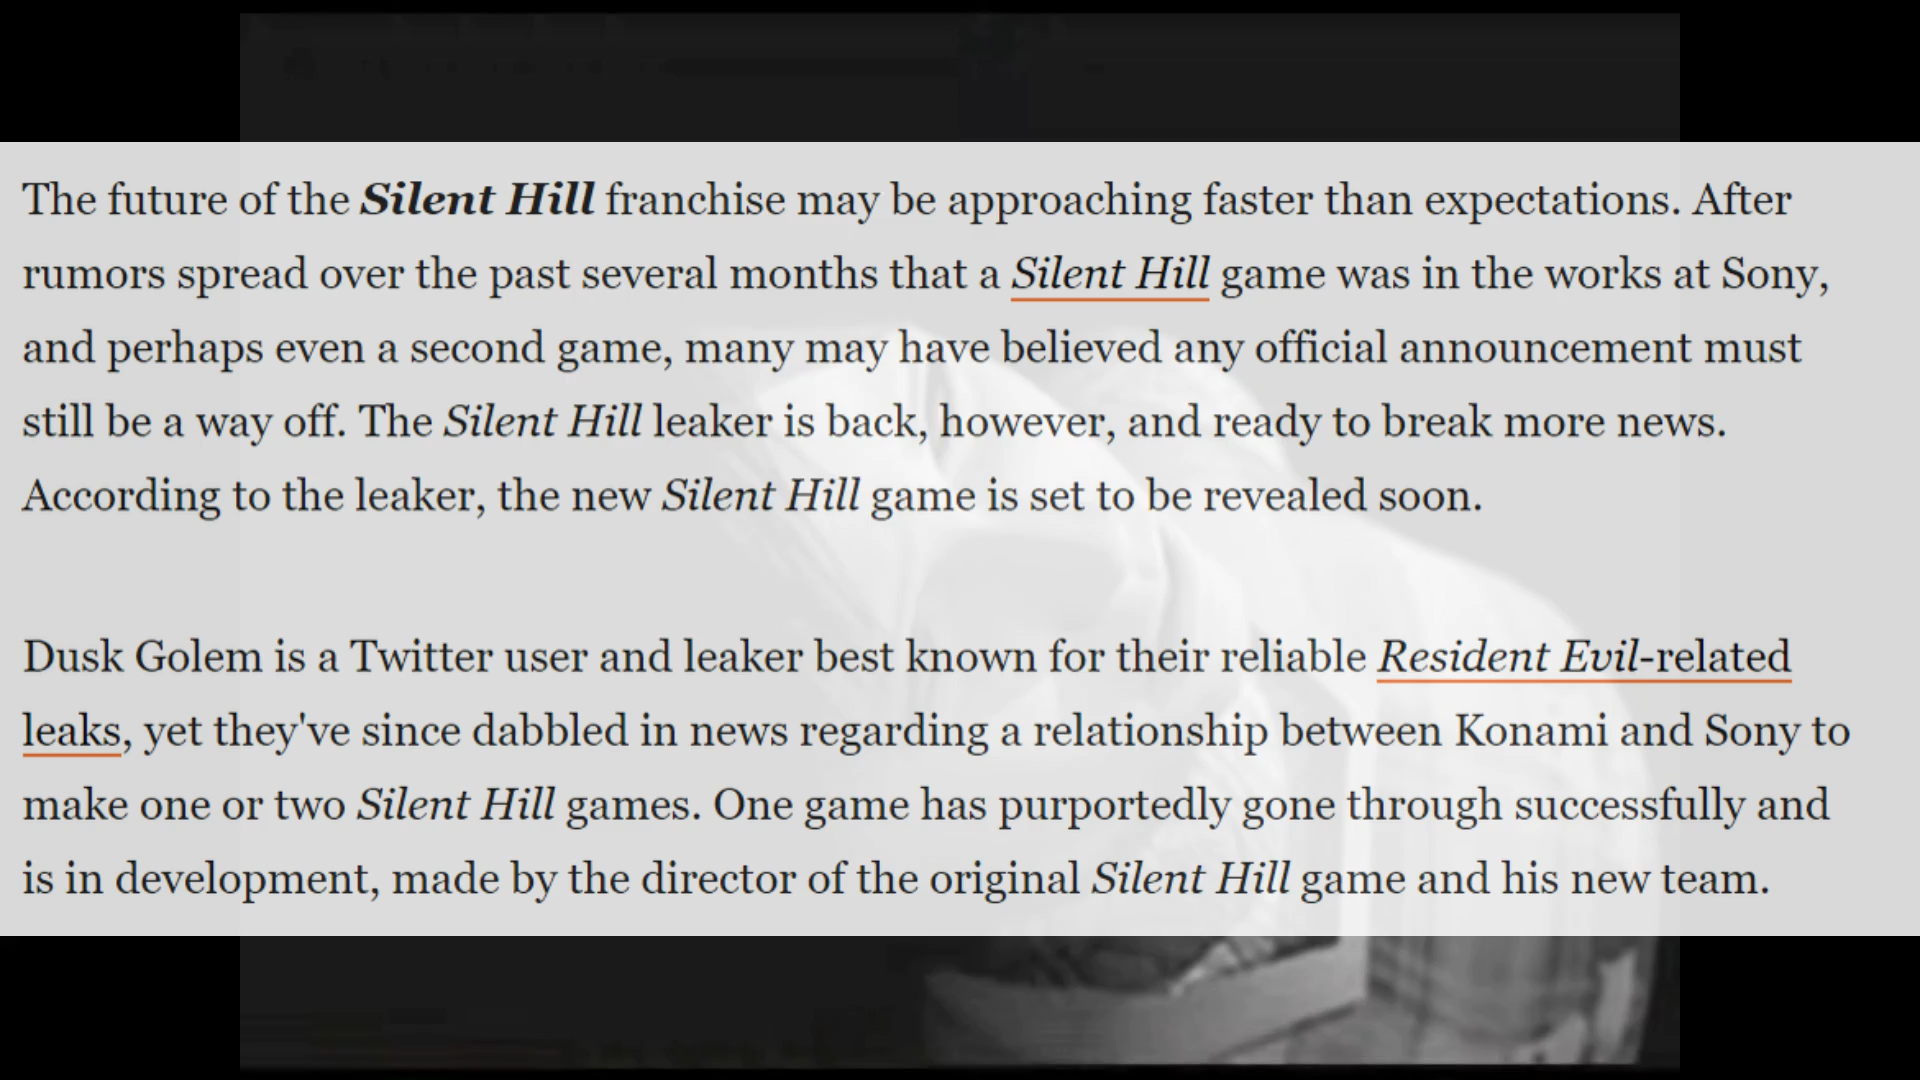 The future of the Silent Hill franchise may be approaching faster than expectations. After
rumors spread over the past several months that a Silent Hill game was in the works at Sony,
and perhaps even a second game, many may have believed any official announcement must
still be a way off. The Silent Hill leaker is back, however, and ready to break more news.
According to the leaker, the new Silent Hill game is set to be revealed soon.
Dusk Golem is a Twitter user and leaker best known for their reliable Resident Evil-related
leaks, yet they've since dabbled in news regarding a relationship between Konami and Sony to
make one or two Silent Hill games. One game has purportedly gone through successfully and
is in development, made by the director of the original Silent Hill game and his new team.